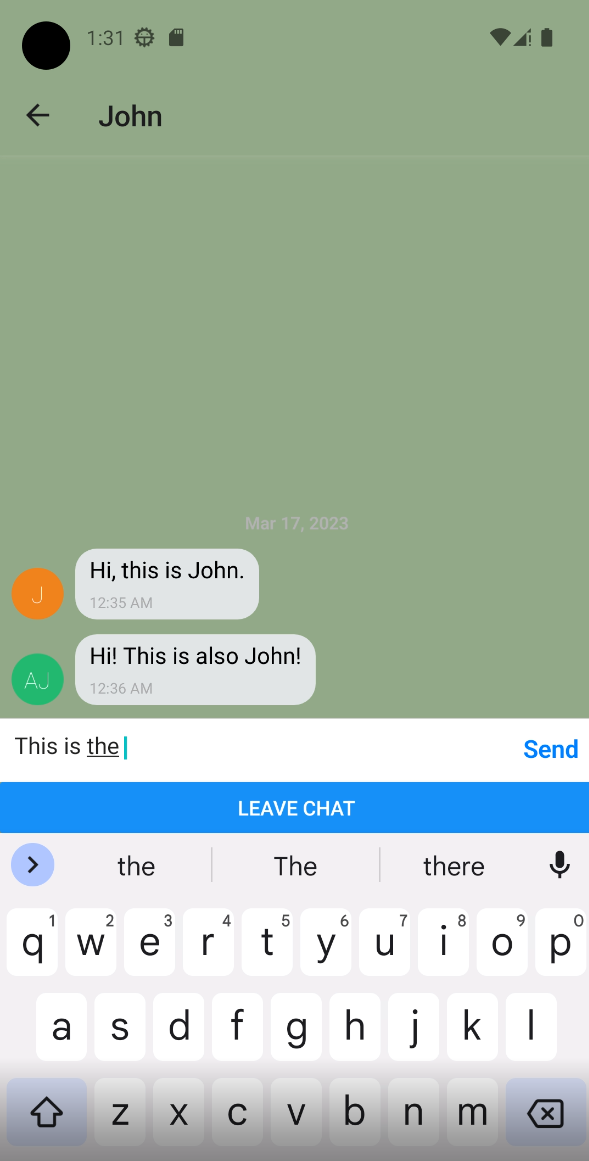 1:31
John
Mar 17, 2023
J
Hi, this is John.
12:35 AM
AJ
Hi! This is also John!
12:36 AM
This is the
Send
LEAVE CHAT
the The there
q 1 w 2 e 3 r 4 t 5 y 6 u 7 i 8 o 9 p 0
a s d f g h j k l
z x c v b n m